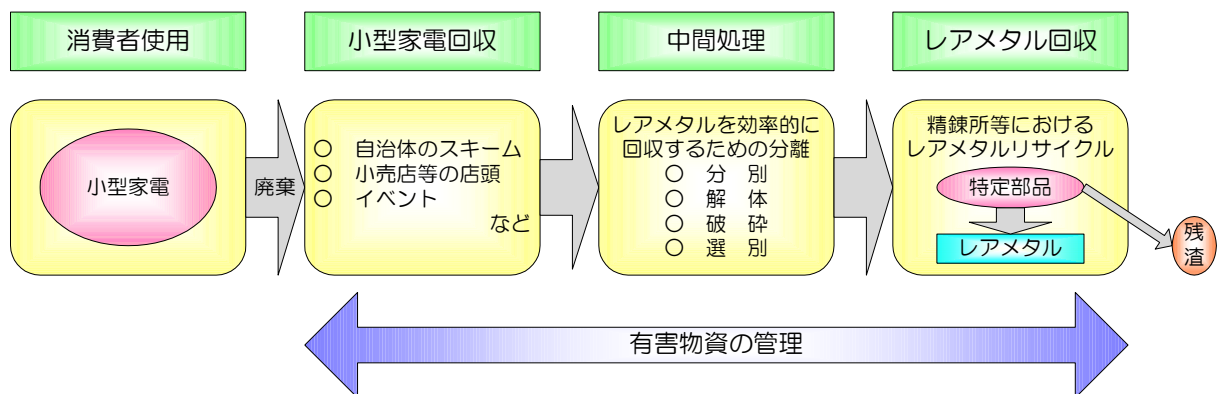 消費者使用
小型家電回収
中間処理
レアメタル回収
小型家電
廃棄
○ 自治体のスキーム
○ 小売店等の店頭
○ イベント
など
レアメタルを効率的に
回収するための分離
○ 分 別
○ 解 体
○ 破 砕
○ 選 別
精錬所等における
レアメタルリサイクル
特定部品
レアメタル
残
渣
有害物資の管理